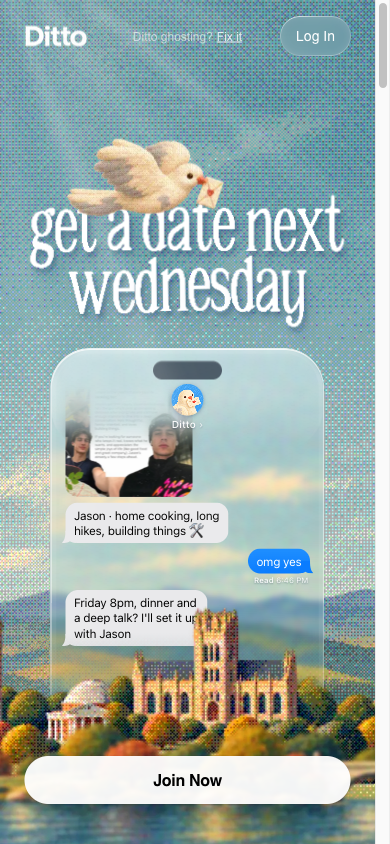 Ditto
Ditto ghosting? Fix it
Log In
get a date next
wednesday
Ditto ›
Jason · home cooking, long
hikes, building things 🛠️
omg yes
Read 6:46 PM
Friday 8pm, dinner and
a deep talk? I'll set it up
with Jason
Join Now